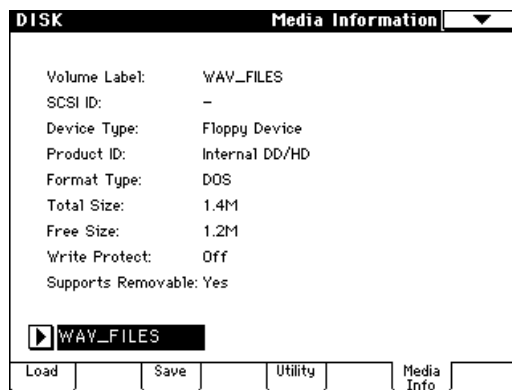 DISK Media Information
Volume Label: WAV_FILES
SCSI ID: –
Device Type: Floppy Device
Product ID: Internal DD/HD
Format Type: DOS
Total Size: 1.4M
Free Size: 1.2M
Write Protect: Off
Supports Removable: Yes
WAV_FILES
Load Save Utility Media
Info